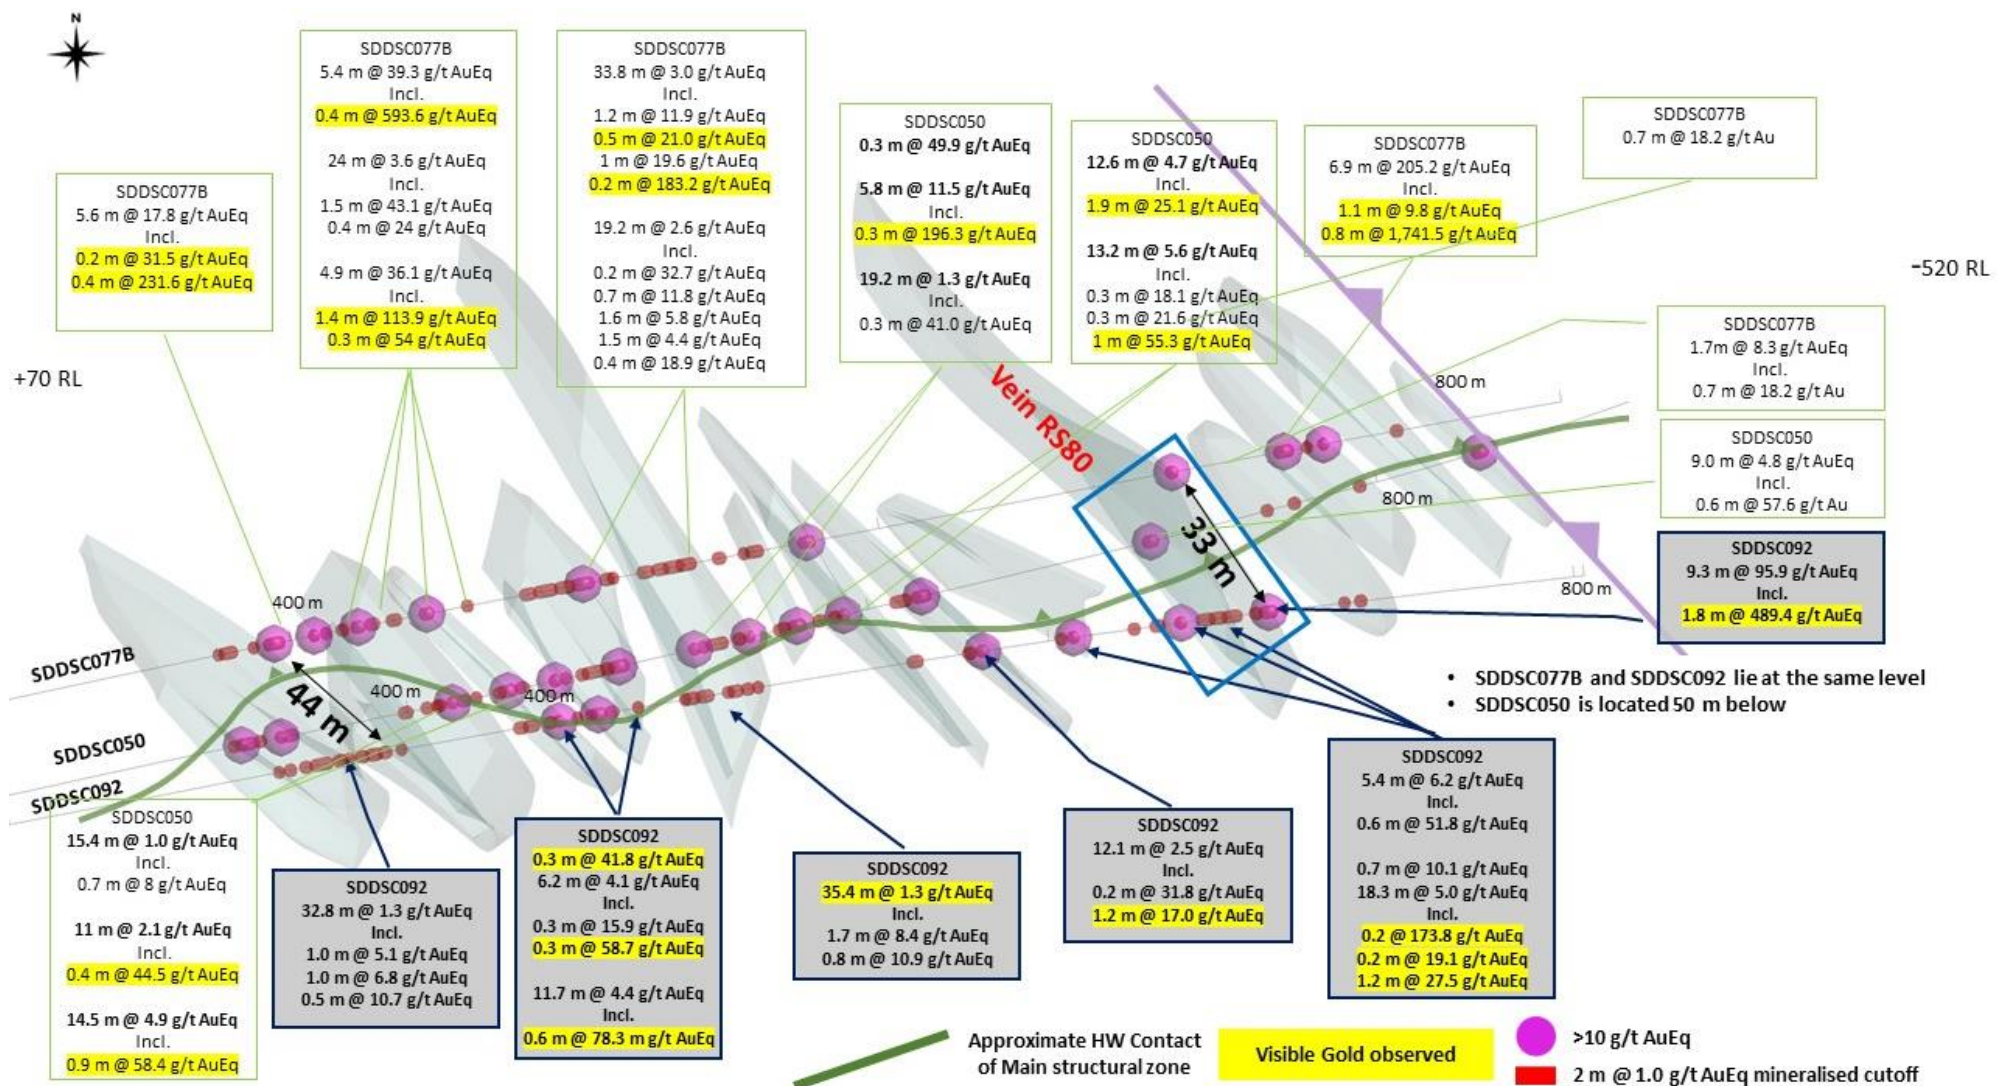 N
SDDSC077B
5.6 m @ 17.8 g/t AuEq
Incl.
0.2 m @ 31.5 g/t AuEq
0.4 m @ 231.6 g/t AuEq
SDDSC077B
5.4 m @ 39.3 g/t AuEq
Incl.
0.4 m @ 593.6 g/t AuEq
24 m @ 3.6 g/t AuEq
Incl.
1.5 m @ 43.1 g/t AuEq
0.4 m @ 24 g/t AuEq
4.9 m @ 36.1 g/t AuEq
Incl.
1.4 m @ 113.9 g/t AuEq
0.3 m @ 54 g/t AuEq
SDDSC077B
33.8 m @ 3.0 g/t AuEq
Incl.
1.2 m @ 11.9 g/t AuEq
0.5 m @ 21.0 g/t AuEq
1 m @ 19.6 g/t AuEq
0.2 m @ 183.2 g/t AuEq
19.2 m @ 2.6 g/t AuEq
Incl.
0.2 m @ 32.7 g/t AuEq
0.7 m @ 11.8 g/t AuEq
1.6 m @ 5.8 g/t AuEq
1.5 m @ 4.4 g/t AuEq
0.4 m @ 18.9 g/t AuEq
SDDSC050
0.3 m @ 49.9 g/t AuEq
5.8 m @ 11.5 g/t AuEq
Incl.
0.3 m @ 196.3 g/t AuEq
19.2 m @ 1.3 g/t AuEq
Incl.
0.3 m @ 41.0 g/t AuEq
SDDSC050
12.6 m @ 4.7 g/t AuEq
Incl.
1.9 m @ 25.1 g/t AuEq
13.2 m @ 5.6 g/t AuEq
Incl.
0.3 m @ 18.1 g/t AuEq
0.3 m @ 21.6 g/t AuEq
1 m @ 55.3 g/t AuEq
SDDSC077B
6.9 m @ 205.2 g/t AuEq
Incl.
1.1 m @ 9.8 g/t AuEq
0.8 m @ 1,741.5 g/t AuEq
SDDSC077B
0.7 m @ 18.2 g/t Au
-520 RL
+70 RL
SDDSC077B
1.7m @ 8.3 g/t AuEq
Incl.
0.7 m @ 18.2 g/t Au
SDDSC050
9.0 m @ 4.8 g/t AuEq
Incl.
0.6 m @ 57.6 g/t Au
SDDSC092
9.3 m @ 95.9 g/t AuEq
Incl.
1.8 m @ 489.4 g/t AuEq
Vein RS80
800 m
800 m
800 m
33 m
400 m
400 m
400 m
44 m
SDDSC077B
SDDSC050
SDDSC092
• SDDSC077B and SDDSC092 lie at the same level
• SDDSC050 is located 50 m below
SDDSC050
15.4 m @ 1.0 g/t AuEq
Incl.
0.7 m @ 8 g/t AuEq
11 m @ 2.1 g/t AuEq
Incl.
0.4 m @ 44.5 g/t AuEq
14.5 m @ 4.9 g/t AuEq
Incl.
0.9 m @ 58.4 g/t AuEq
SDDSC092
32.8 m @ 1.3 g/t AuEq
Incl.
1.0 m @ 5.1 g/t AuEq
1.0 m @ 6.8 g/t AuEq
0.5 m @ 10.7 g/t AuEq
SDDSC092
0.3 m @ 41.8 g/t AuEq
6.2 m @ 4.1 g/t AuEq
Incl.
0.3 m @ 15.9 g/t AuEq
0.3 m @ 58.7 g/t AuEq
11.7 m @ 4.4 g/t AuEq
Incl.
0.6 m @ 78.3 m g/t AuEq
SDDSC092
35.4 m @ 1.3 g/t AuEq
Incl.
1.7 m @ 8.4 g/t AuEq
0.8 m @ 10.9 g/t AuEq
SDDSC092
12.1 m @ 2.5 g/t AuEq
Incl.
0.2 m @ 31.8 g/t AuEq
1.2 m @ 17.0 g/t AuEq
SDDSC092
5.4 m @ 6.2 g/t AuEq
Incl.
0.6 m @ 51.8 g/t AuEq
0.7 m @ 10.1 g/t AuEq
18.3 m @ 5.0 g/t AuEq
Incl.
0.2 @ 173.8 g/t AuEq
0.2 m @ 19.1 g/t AuEq
1.2 m @ 27.5 g/t AuEq
Approximate HW Contact
of Main structural zone
Visible Gold observed
>10 g/t AuEq
2 m @ 1.0 g/t AuEq mineralised cutoff